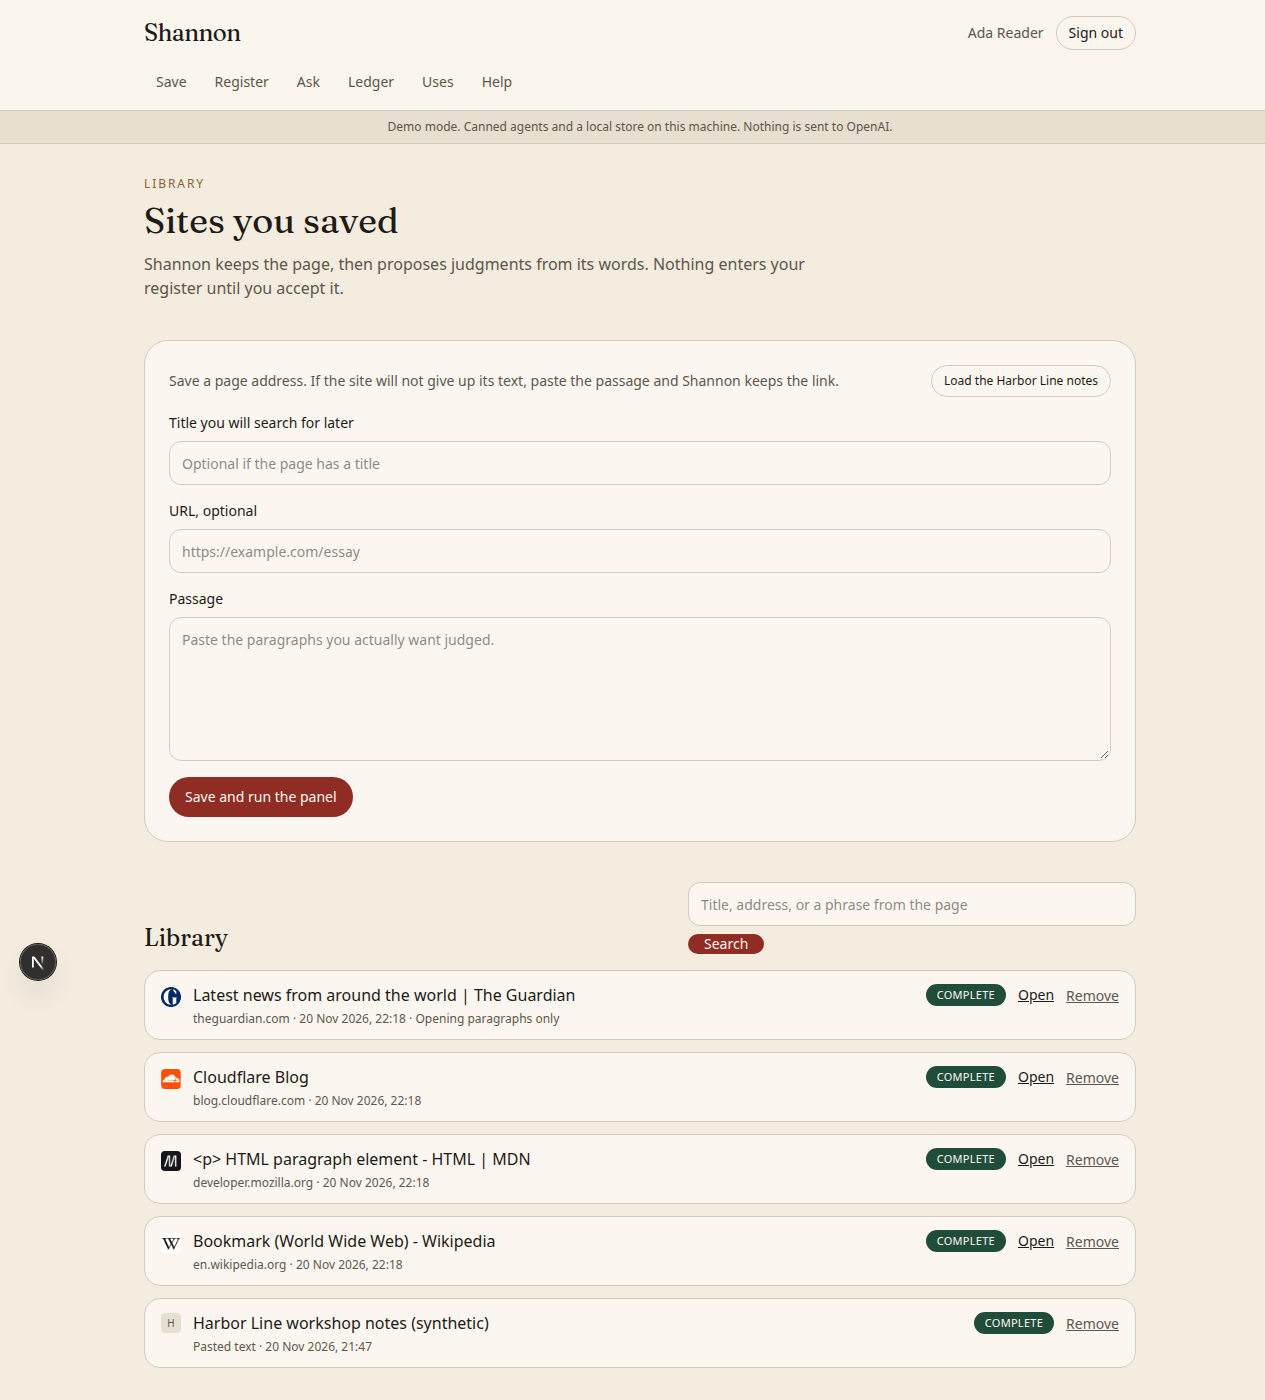 Shannon
Ada Reader
Sign out
Save
Register
Ask
Ledger
Uses
Help
Demo mode. Canned agents and a local store on this machine. Nothing is sent to OpenAI.
LIBRARY
Sites you saved
Shannon keeps the page, then proposes judgments from its words. Nothing enters your
register until you accept it.
Save a page address. If the site will not give up its text, paste the passage and Shannon keeps the link.
Load the Harbor Line notes
Title you will search for later
Optional if the page has a title
URL, optional
https://example.com/essay
Passage
Paste the paragraphs you actually want judged.
Save and run the panel
Library
Title, address, or a phrase from the page
Search
Latest news from around the world | The Guardian
theguardian.com · 20 Nov 2026, 22:18 · Opening paragraphs only
COMPLETE
Open
Remove
Cloudflare Blog
blog.cloudflare.com · 20 Nov 2026, 22:18
COMPLETE
Open
Remove
<p> HTML paragraph element - HTML | MDN
developer.mozilla.org · 20 Nov 2026, 22:18
COMPLETE
Open
Remove
W
Bookmark (World Wide Web) - Wikipedia
en.wikipedia.org · 20 Nov 2026, 22:18
COMPLETE
Open
Remove
H
Harbor Line workshop notes (synthetic)
Pasted text · 20 Nov 2026, 21:47
COMPLETE
Remove
N